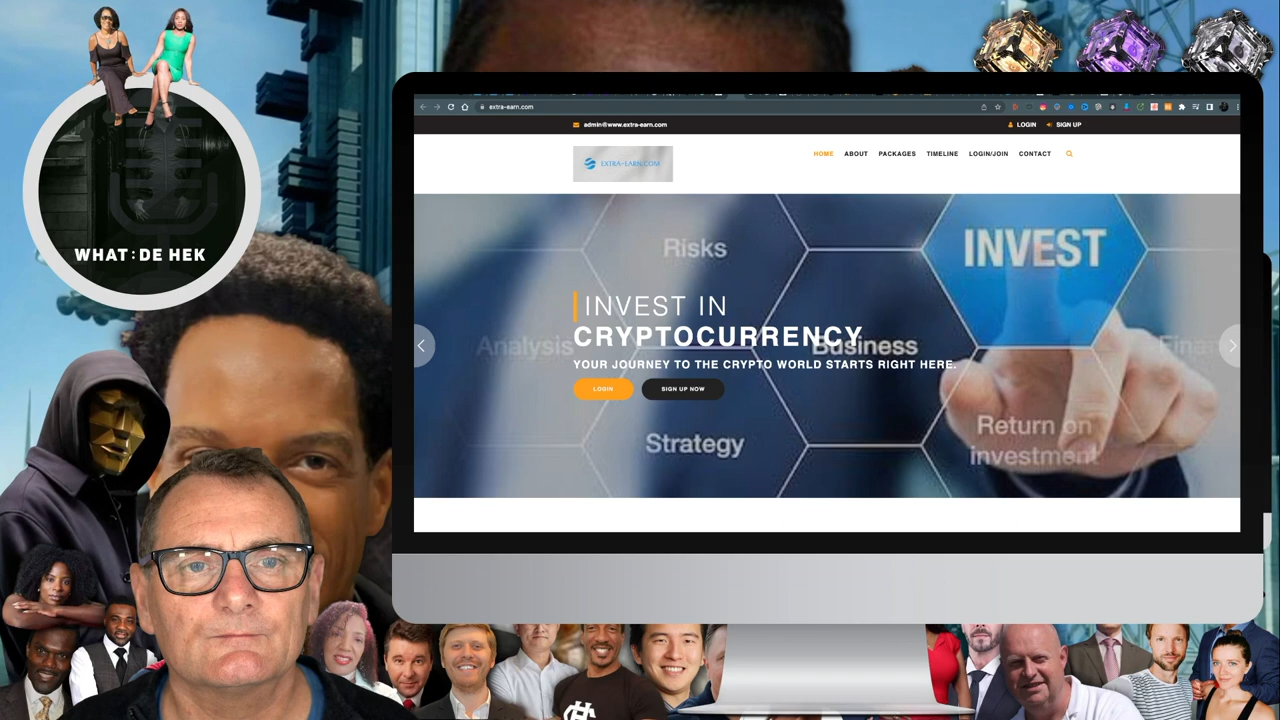 WHAT:DE HEK
extra-earn.com
admin@www.extra-earn.com
LOGIN
SIGN UP
EXTRA-EARN.COM
HOME ABOUT PACKAGES TIMELINE LOGIN/JOIN CONTACT
Risks
INVEST
INVEST IN
CRYPTOCURRENCY
Analysis
Business
Finan
YOUR JOURNEY TO THE CRYPTO WORLD STARTS RIGHT HERE.
LOGIN
SIGN UP NOW
Strategy
Return on
investment